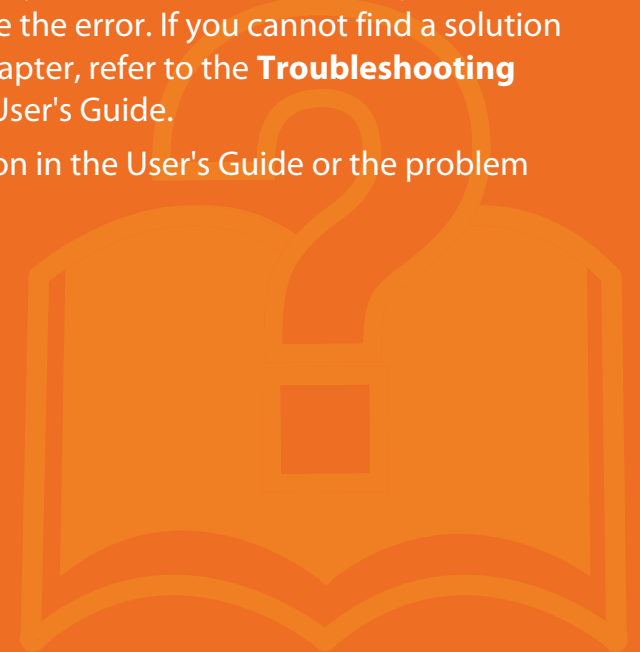 e the error. If you cannot find a solution
apter, refer to the Troubleshooting
User's Guide.
on in the User's Guide or the problem